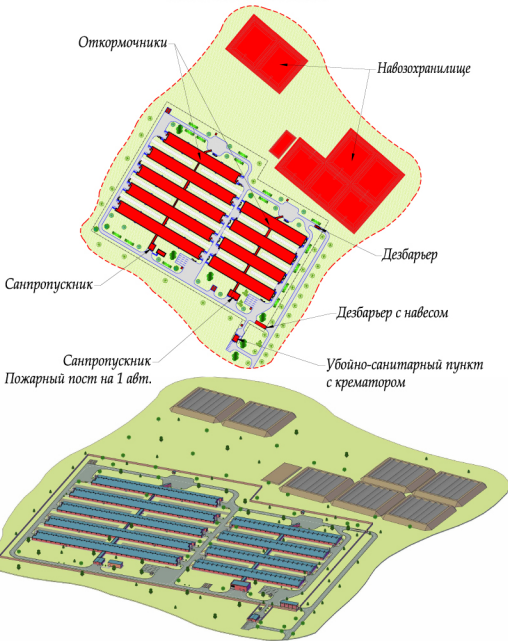 Откормочники
Навозохранилище
Дезбарьер
Санпропускник
Дезбарьер с навесом
Санпропускник
Пожарный пост на 1 авт.
Убойно-санитарный пункт
с крематором